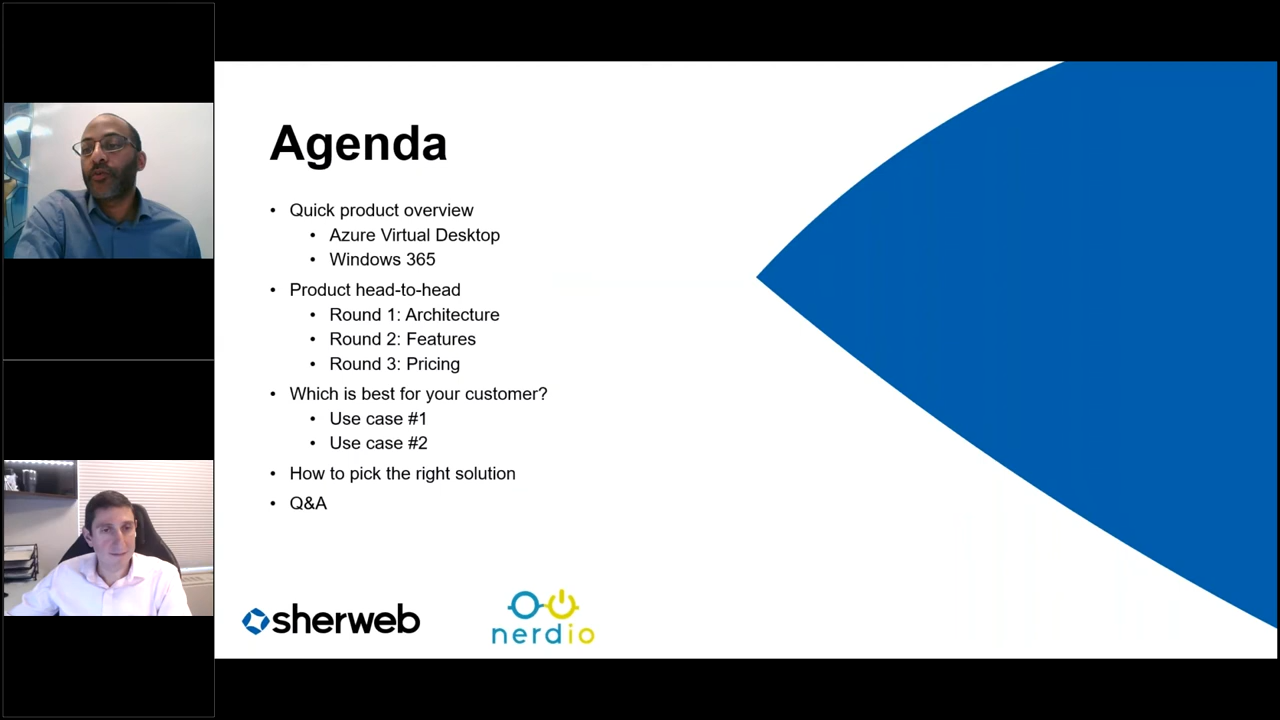 Agenda
• Quick product overview
• Azure Virtual Desktop
• Windows 365
• Product head-to-head
• Round 1: Architecture
• Round 2: Features
• Round 3: Pricing
• Which is best for your customer?
• Use case #1
• Use case #2
• How to pick the right solution
• Q&A
sherweb
nerdio